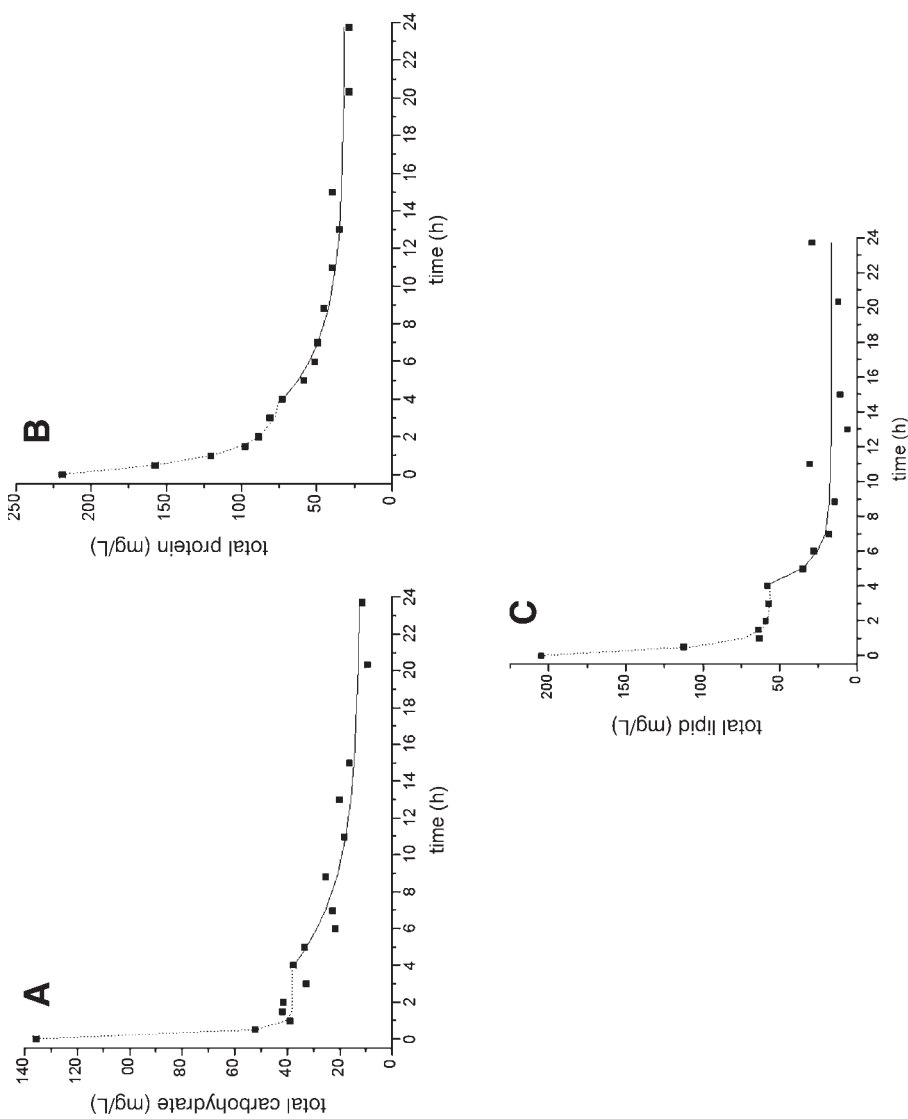 A
140
120
100
80
60
40
20
0
total carbohydrate (mg/L)
0 2 4 6 8 10 12 14 16 18 20 22 24
time (h)
B
250
200
150
100
50
0
total protein (mg/L)
0 2 4 6 8 10 12 14 16 18 20 22 24
time (h)
C
200
150
100
50
0
total lipid (mg/L)
0 2 4 6 8 10 12 14 16 18 20 22 24
time (h)